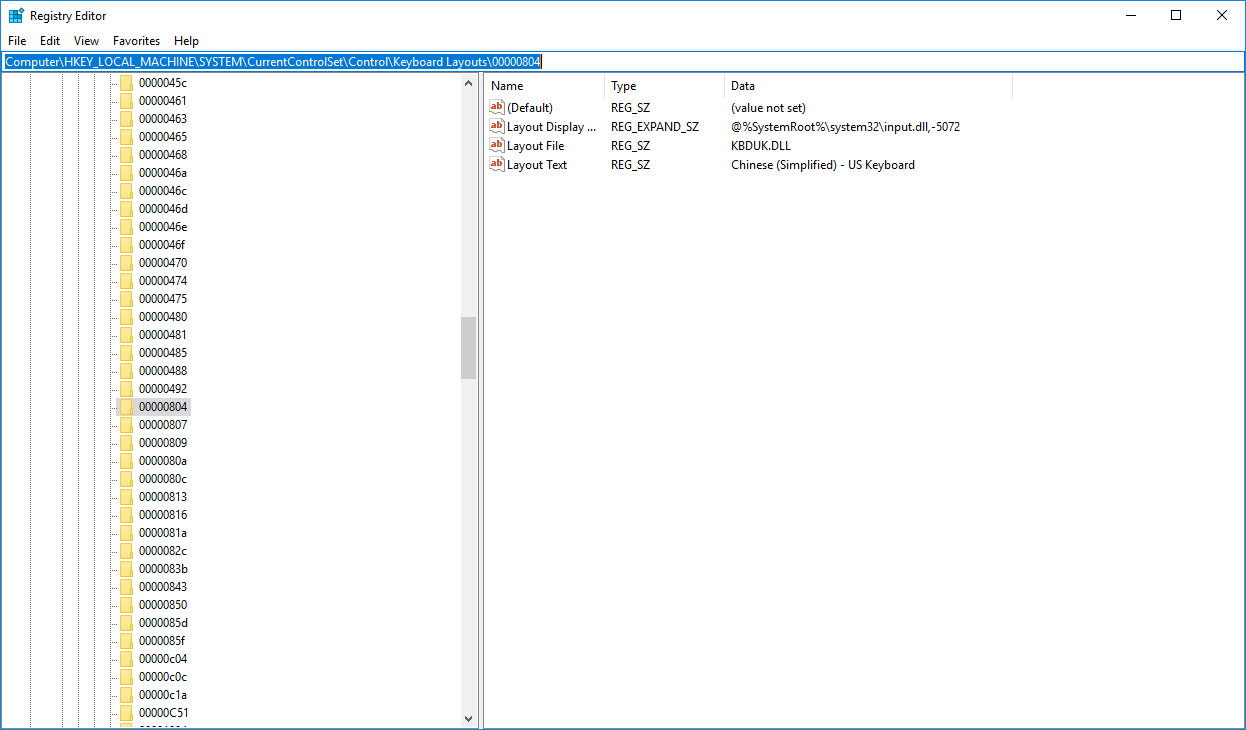 Registry Editor
File Edit View Favorites Help
Computer\HKEY_LOCAL_MACHINE\SYSTEM\CurrentControlSet\Control\Keyboard Layouts\00000804
0000045c
00000461
00000463
00000465
00000468
0000046a
0000046c
0000046d
0000046e
0000046f
00000470
00000474
00000475
00000480
00000481
00000485
00000488
00000492
00000804
00000807
00000809
0000080a
0000080c
00000813
00000816
0000081a
0000082c
0000083b
00000843
00000850
0000085d
0000085f
00000c04
00000c0c
00000c1a
00000C51
Name Type Data
ab (Default) REG_SZ (value not set)
ab Layout Display ... REG_EXPAND_SZ @%SystemRoot%\system32\input.dll,-5072
ab Layout File REG_SZ KBDUK.DLL
ab Layout Text REG_SZ Chinese (Simplified) - US Keyboard